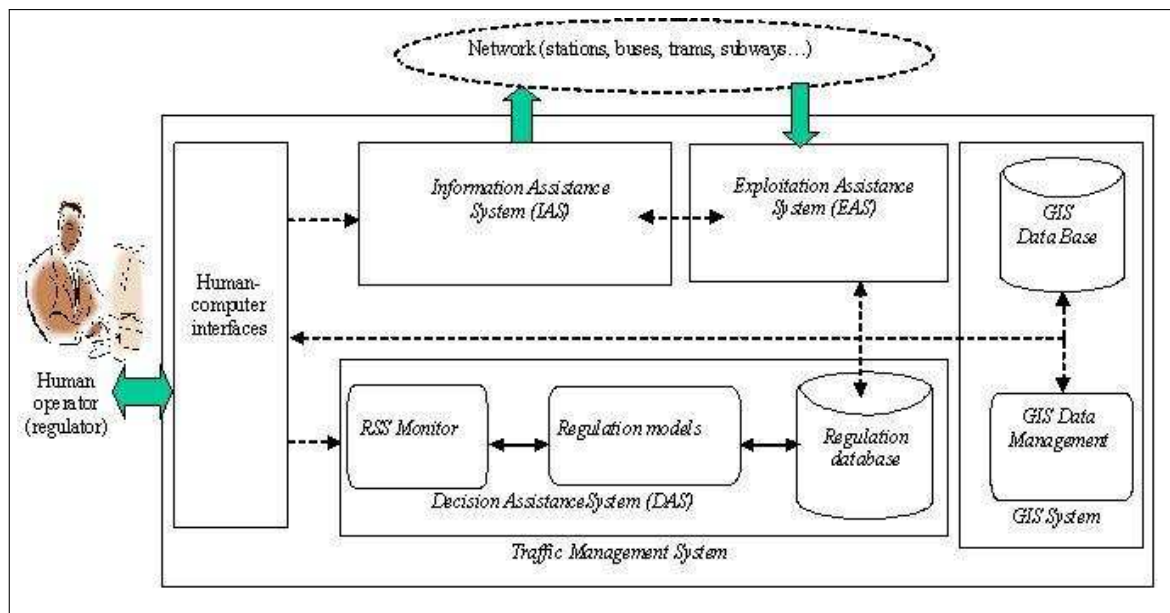 Network (stations, buses, trams, subways…)
Information Assistance
System (IAS)
Exploitation Assistance
System (EAS)
GIS
Data Base
Human-
computer
interfaces
Human
operator
(regulator)
RSS Monitor
Regulation models
Regulation
database
GIS Data
Management
Decision AssistanceSystem (DAS)
GIS System
Traffic Management System